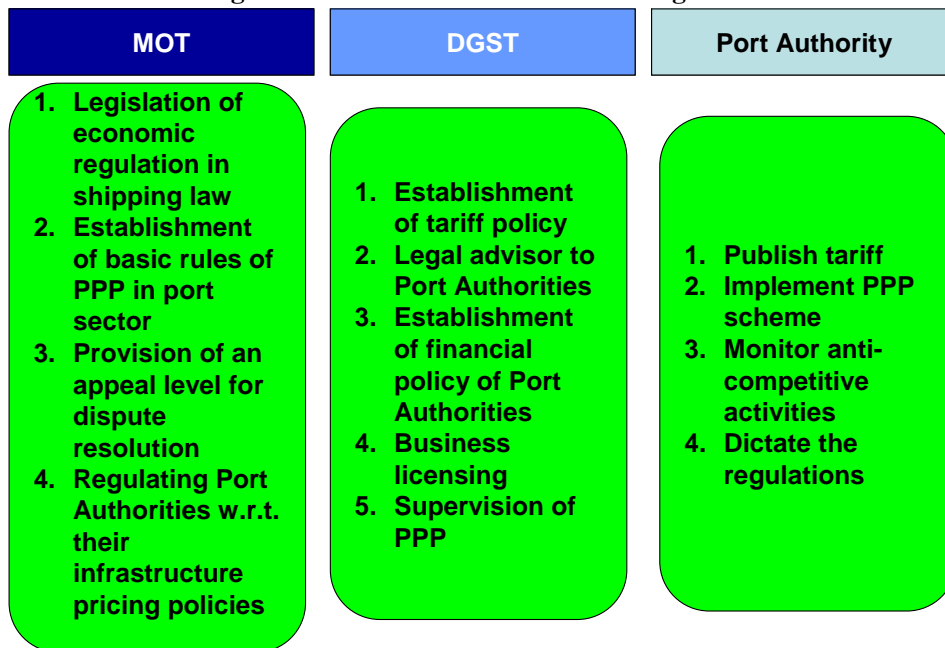 MOT
DGST
Port Authority
1. Legislation of
economic
regulation in
shipping law
2. Establishment
of basic rules of
PPP in port
sector
3. Provision of an
appeal level for
dispute
resolution
4. Regulating Port
Authorities w.r.t.
their
infrastructure
pricing policies
1. Establishment
of tariff policy
2. Legal advisor to
Port Authorities
3. Establishment
of financial
policy of Port
Authorities
4. Business
licensing
5. Supervision of
PPP
1. Publish tariff
2. Implement PPP
scheme
3. Monitor anti-
competitive
activities
4. Dictate the
regulations